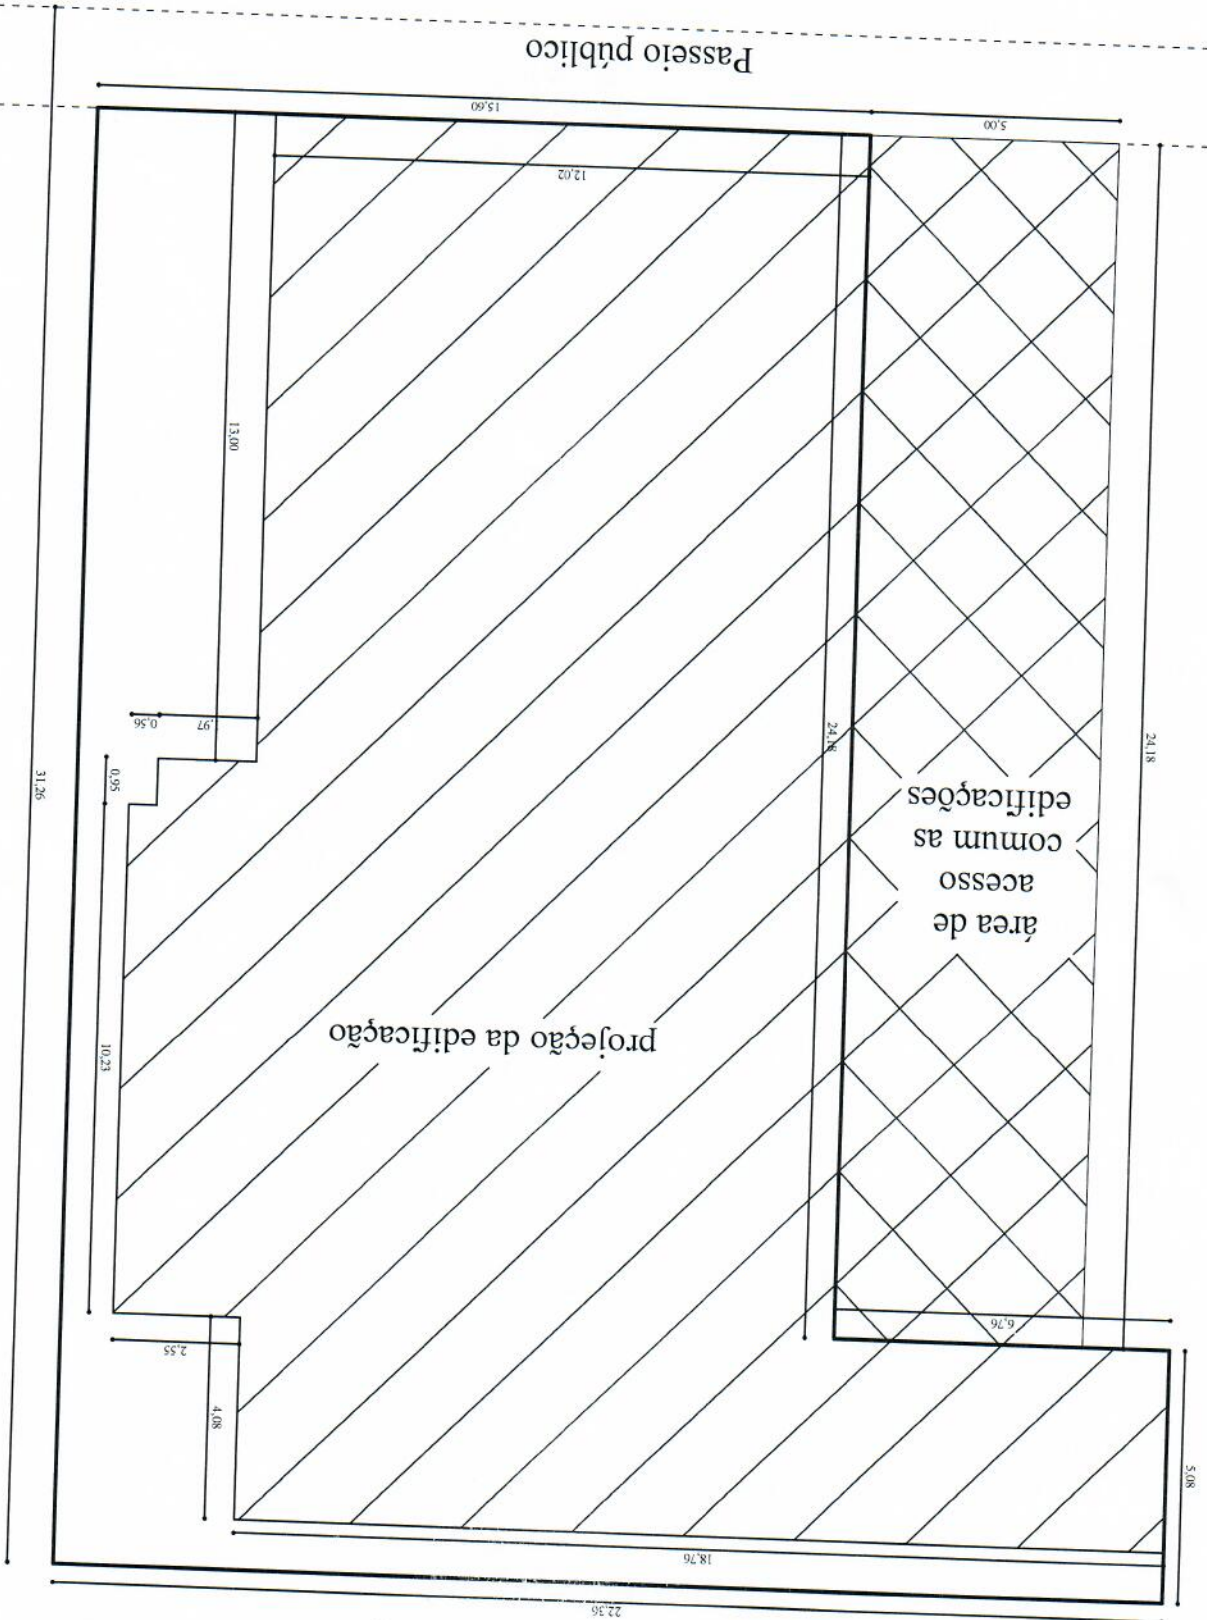 22,36
18,76
5,08
4,08
2,55
6,76
projeção da edificação
área de
acesso
comum as
edificações
10,23
0,95
24,18
24,18
31,26
,97
0,56
13,00
12,02
5,00
15,60
Passeio público